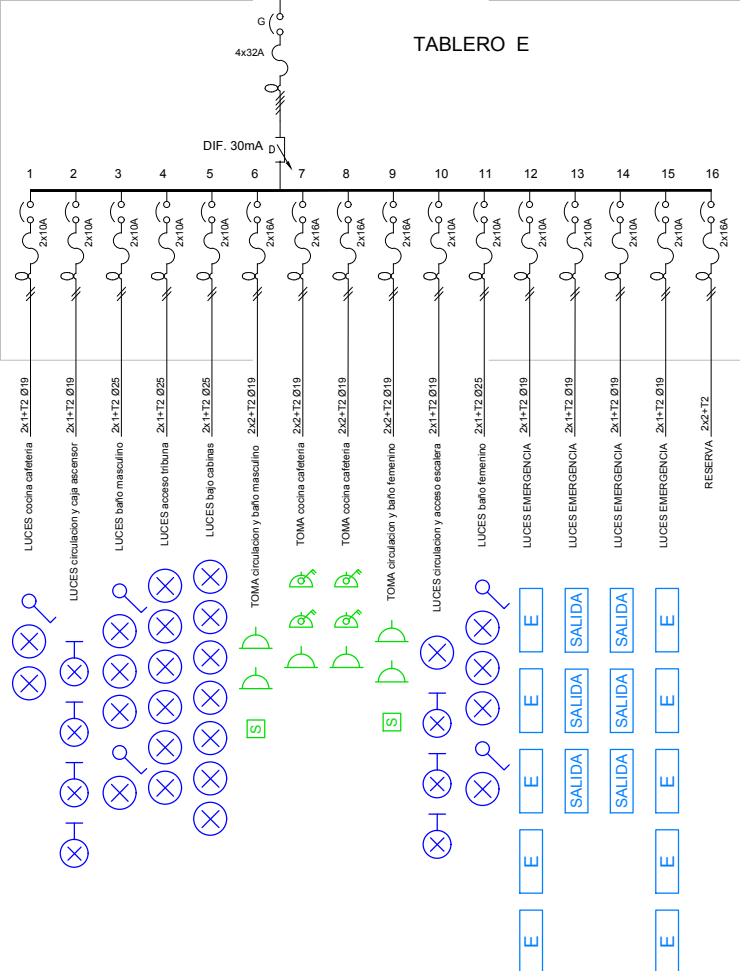 TABLERO E
G
4x32A
DIF. 30mA
D
1 2 3 4 5 6 7 8 9 10 11 12 13 14 15 16
2x10A 2x10A 2x10A 2x10A 2x10A 2x16A 2x16A 2x16A 2x16A 2x10A 2x10A 2x10A 2x10A 2x10A 2x10A 2x16A
2x1+T2 Ø19
2x1+T2 Ø19
2x1+T2 Ø25
2x1+T2 Ø25
2x1+T2 Ø25
2x2+T2 Ø19
2x2+T2 Ø19
2x2+T2 Ø19
2x2+T2 Ø19
2x1+T2 Ø19
2x1+T2 Ø25
2x1+T2 Ø19
2x1+T2 Ø19
2x1+T2 Ø19
2x1+T2 Ø19
2x2+T2
LUCES cocina cafeteria
LUCES circulacion y caja ascensor
LUCES baño masculino
LUCES acceso tribuna
LUCES bajo cabinas
TOMA circulacion y baño masculino
TOMA cocina cafeteria
TOMA cocina cafeteria
TOMA circulacion y baño femenino
LUCES circulacion y acceso escalera
LUCES baño femenino
LUCES EMERGENCIA
LUCES EMERGENCIA
LUCES EMERGENCIA
LUCES EMERGENCIA
RESERVA
S
S
E SALIDA SALIDA E
E SALIDA SALIDA E
E SALIDA SALIDA E
E E
E E